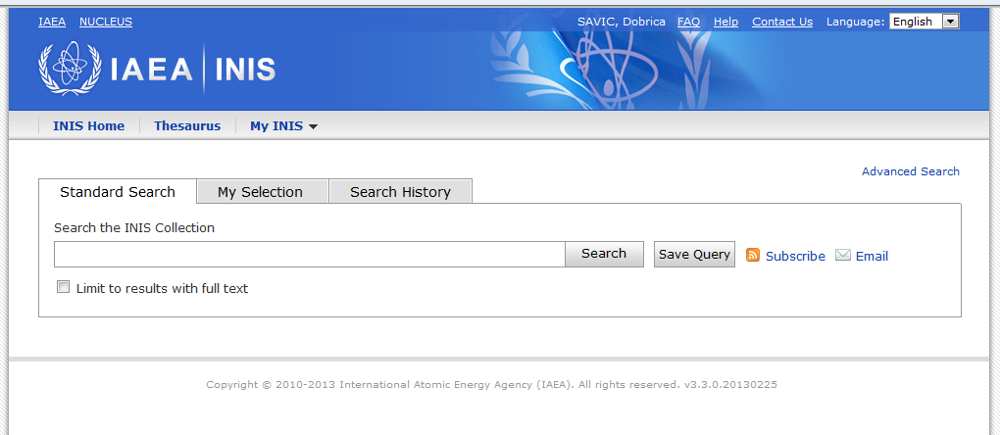 IAEA NUCLEUS SAVIC, Dobrica FAQ Help Contact Us Language: English
IAEA INIS
INIS Home Thesaurus My INIS
Advanced Search
Standard Search My Selection Search History
Search the INIS Collection
Search Save Query Subscribe Email
Limit to results with full text
Copyright © 2010-2013 International Atomic Energy Agency (IAEA). All rights reserved. v3.3.0.20130225